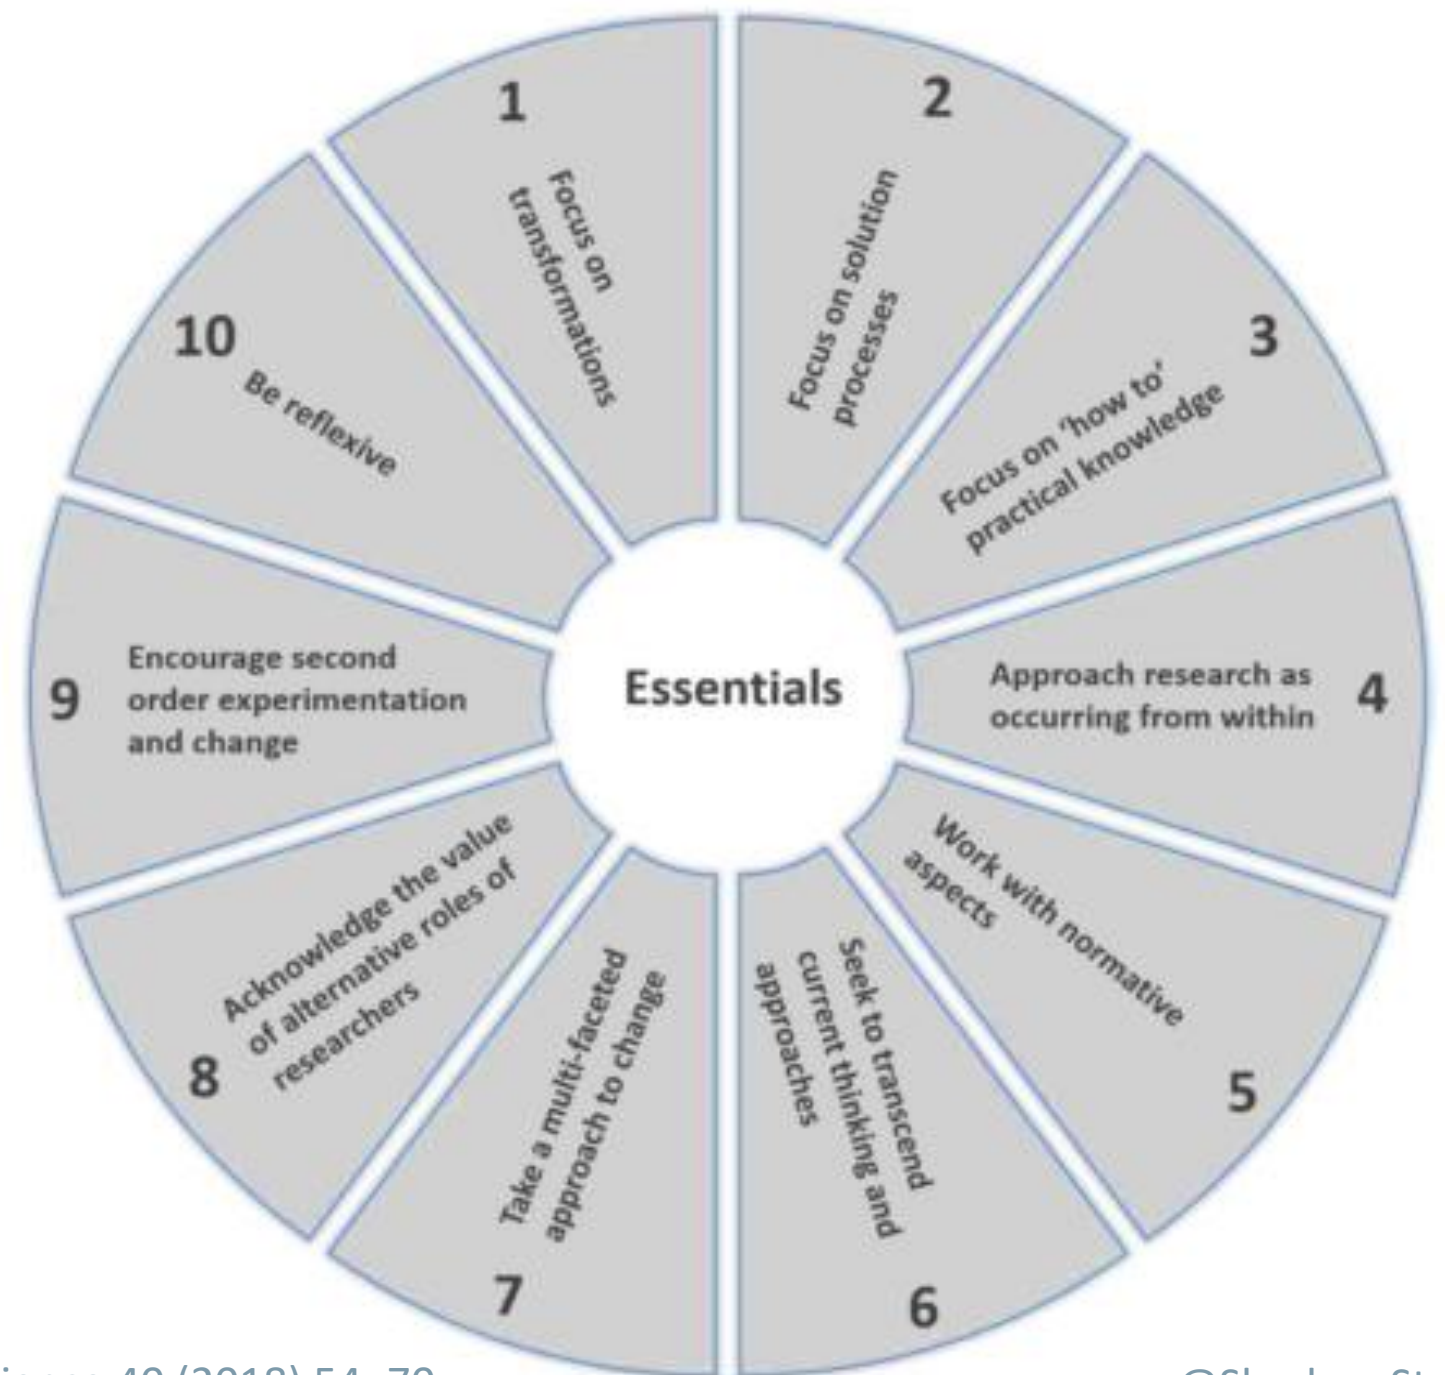 1
Focus on
transformations
2
Focus on solution
processes
3
Focus on ‘how to’
practical knowledge
4
Approach research as
occurring from within
5
Work with normative
aspects
6
Seek to transcend
current thinking and
approaches
7
Take a multi-faceted
approach to change
8
Acknowledge the value
of alternative roles of
researchers
9
Encourage second
order experimentation
and change
10
Be reflexive
Essentials
(2018) 54–70